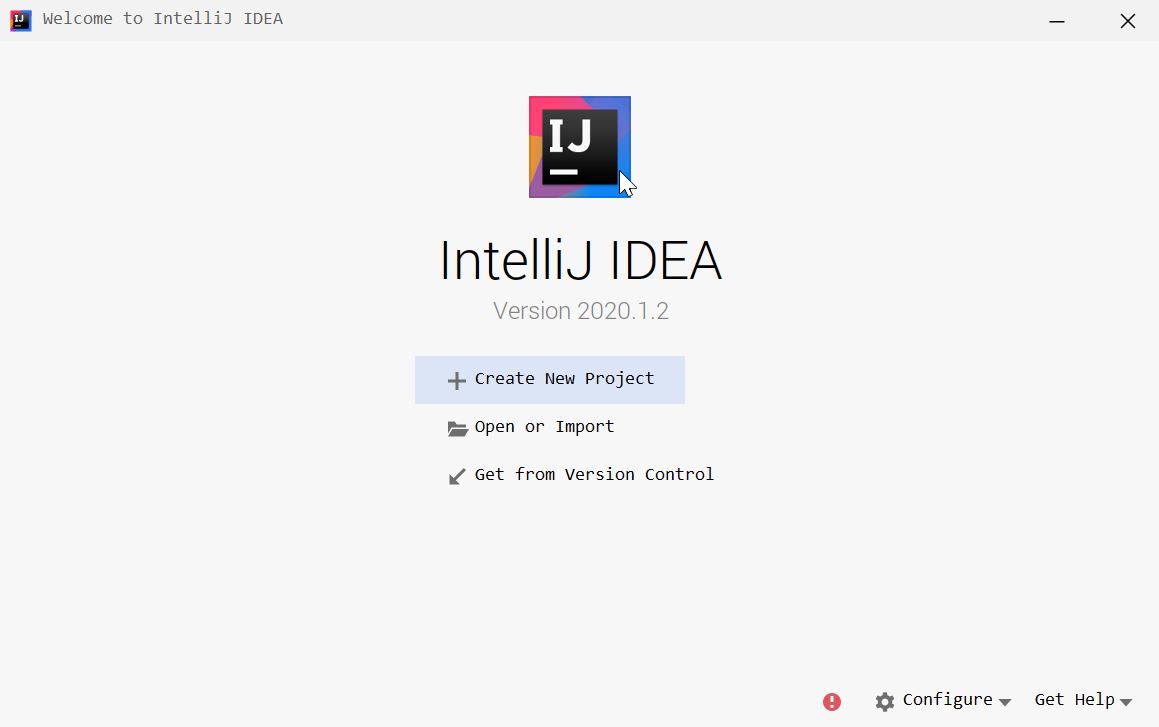 IJ
Welcome to IntelliJ IDEA
IJ
IntelliJ IDEA
Version 2020.1.2
Create New Project
Open or Import
Get from Version Control
Configure
Get Help